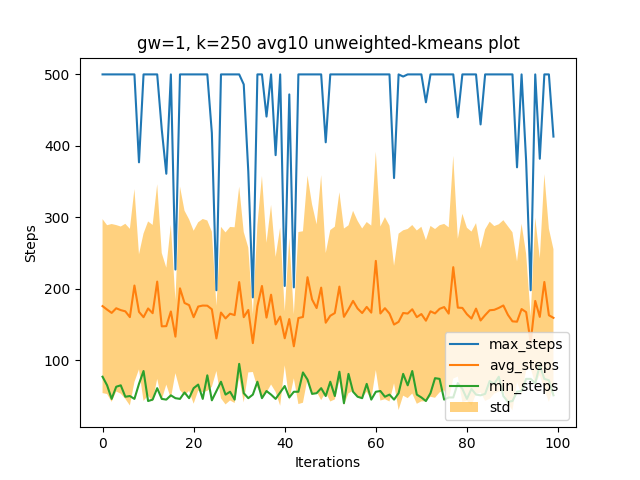 gw=1, k=250 avg10 unweighted-kmeans plot
500
400
300
200
100
Steps
max_steps
avg_steps
min_steps
std
0 20 40 60 80 100
Iterations